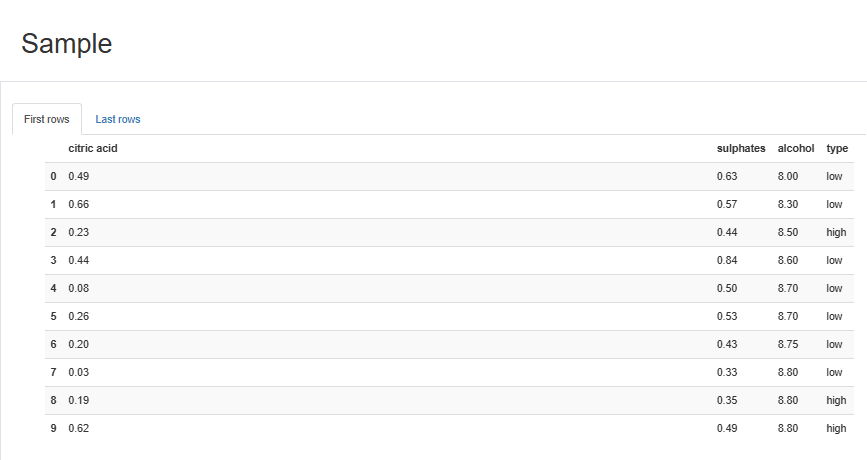 Sample
First rows Last rows
citric acid sulphates alcohol type
0 0.49 0.63 8.00 low
1 0.66 0.57 8.30 low
2 0.23 0.44 8.50 high
3 0.44 0.84 8.60 low
4 0.08 0.50 8.70 low
5 0.26 0.53 8.70 low
6 0.20 0.43 8.75 low
7 0.03 0.33 8.80 low
8 0.19 0.35 8.80 high
9 0.62 0.49 8.80 high